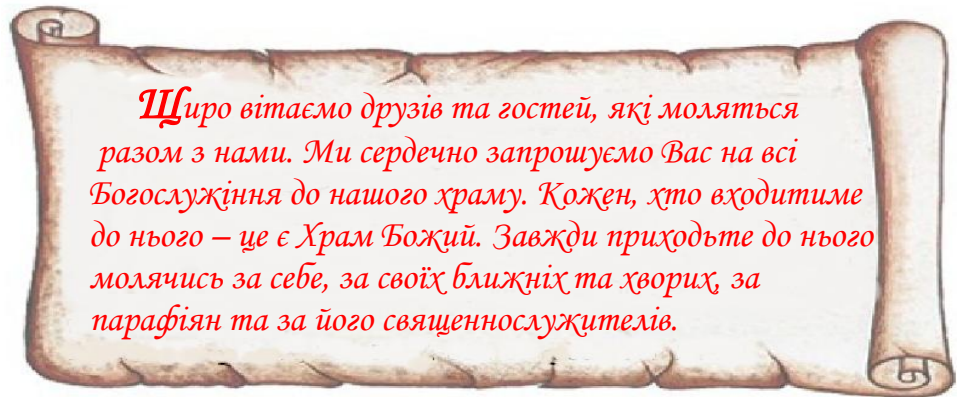 Щиро вітаємо друзів та гостей, які моляться
разом з нами. Ми сердечно запрошуємо Вас на всі
Богослужіння до нашого храму. Кожен, хто входитиме
до нього – це є Храм Божий. Завжди приходьте до нього
молячись за себе, за своїх ближніх та хворих, за
парафіян та за його священнослужителів.